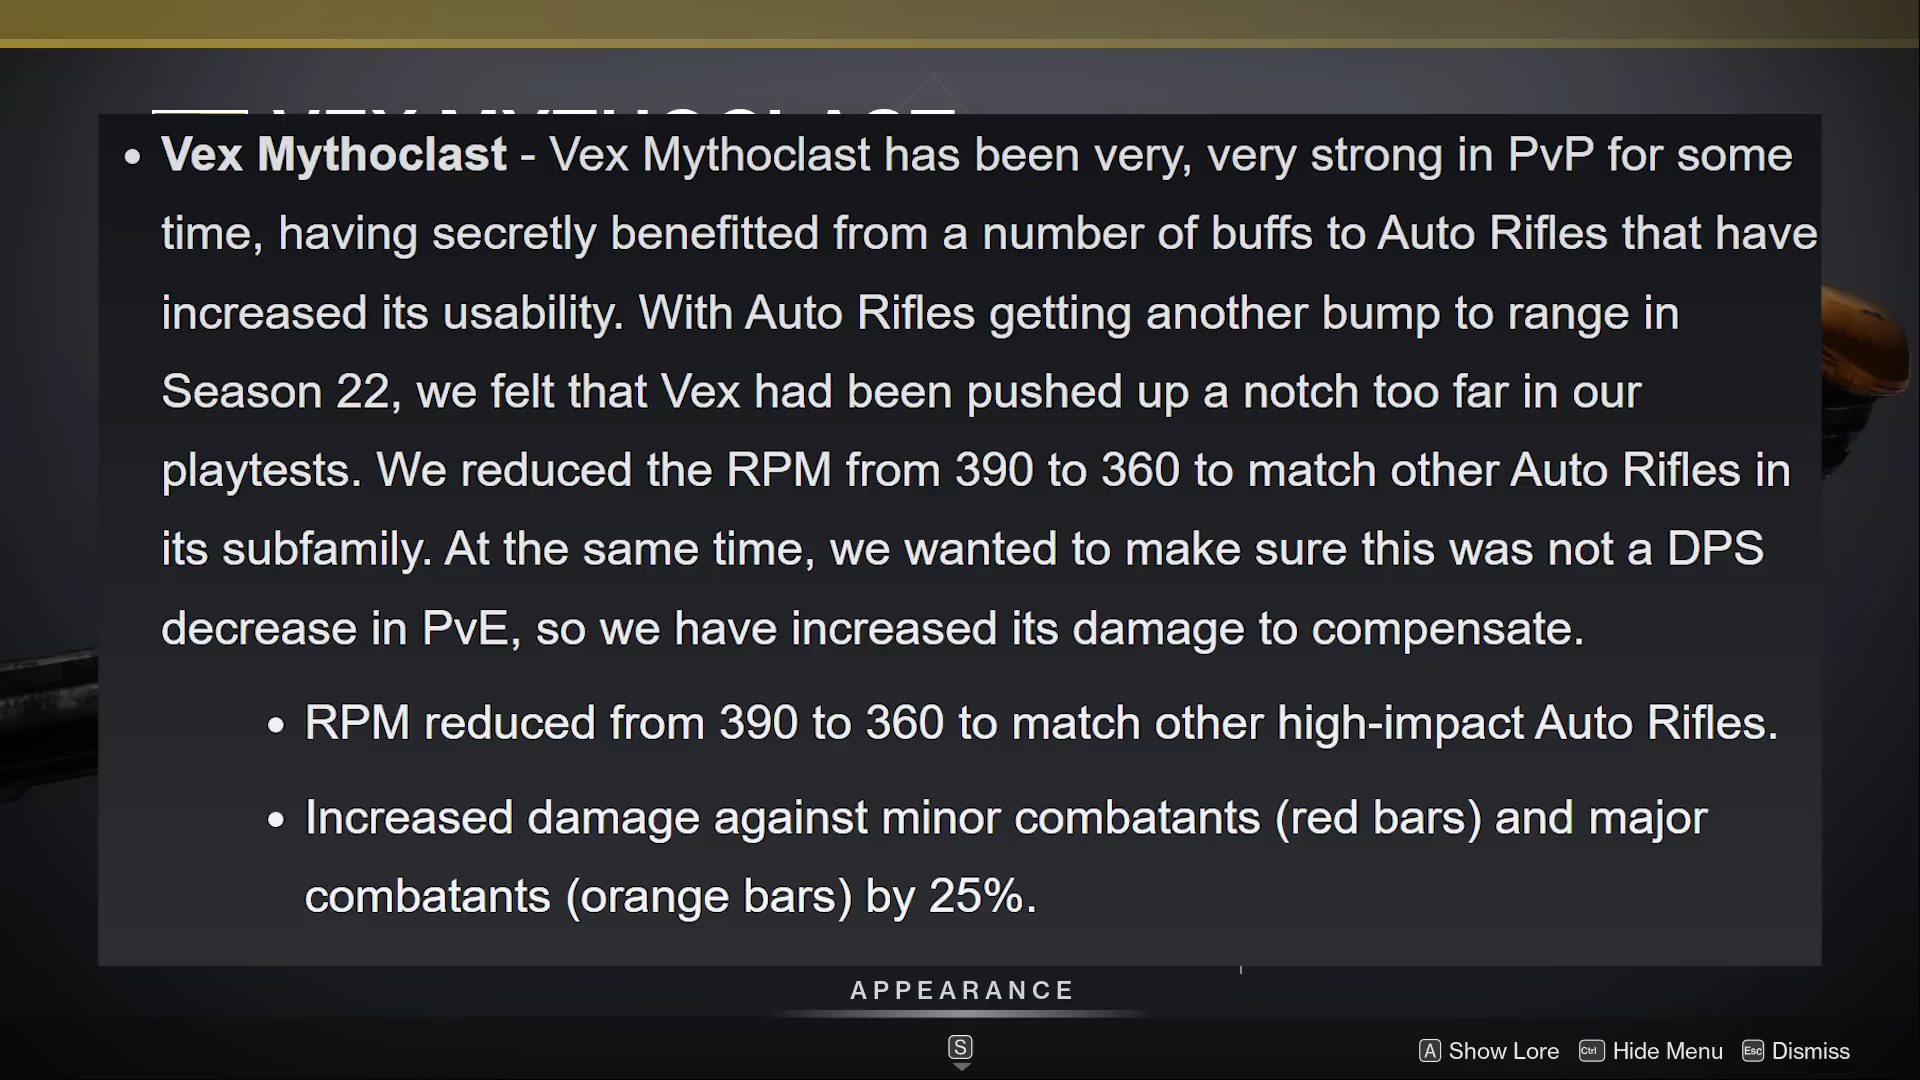 VEX MYTHOCLAST
• Vex Mythoclast - Vex Mythoclast has been very, very strong in PvP for some
time, having secretly benefitted from a number of buffs to Auto Rifles that have
increased its usability. With Auto Rifles getting another bump to range in
Season 22, we felt that Vex had been pushed up a notch too far in our
playtests. We reduced the RPM from 390 to 360 to match other Auto Rifles in
its subfamily. At the same time, we wanted to make sure this was not a DPS
decrease in PvE, so we have increased its damage to compensate.
• RPM reduced from 390 to 360 to match other high-impact Auto Rifles.
• Increased damage against minor combatants (red bars) and major
combatants (orange bars) by 25%.
APPEARANCE
S
A Show Lore Ctrl Hide Menu Esc Dismiss